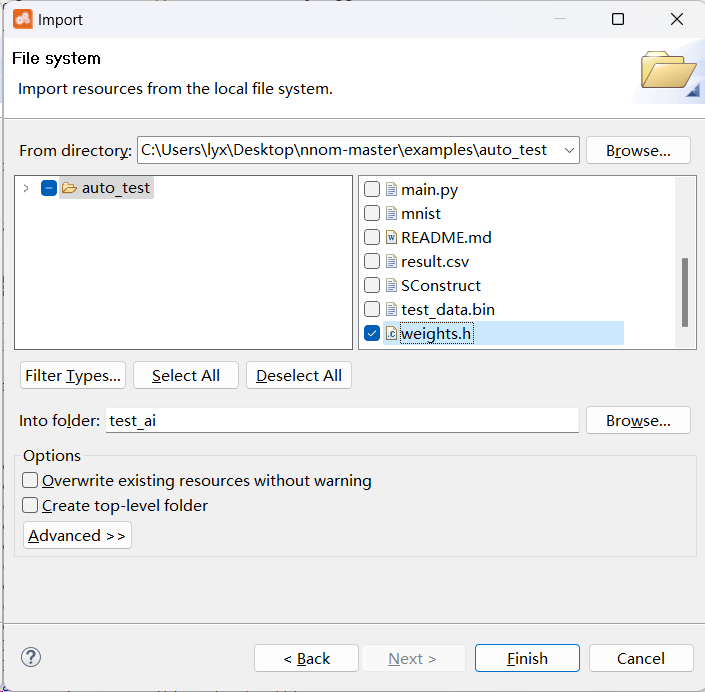 Import
File system
Import resources from the local file system.
From directory: C:\Users\lyx\Desktop\nnom-master\examples\auto_test Browse...
auto_test
main.py
mnist
README.md
result.csv
SConstruct
test_data.bin
weights.h
Filter Types... Select All Deselect All
Into folder: test_ai Browse...
Options
Overwrite existing resources without warning
Create top-level folder
Advanced >>
< Back Next > Finish Cancel